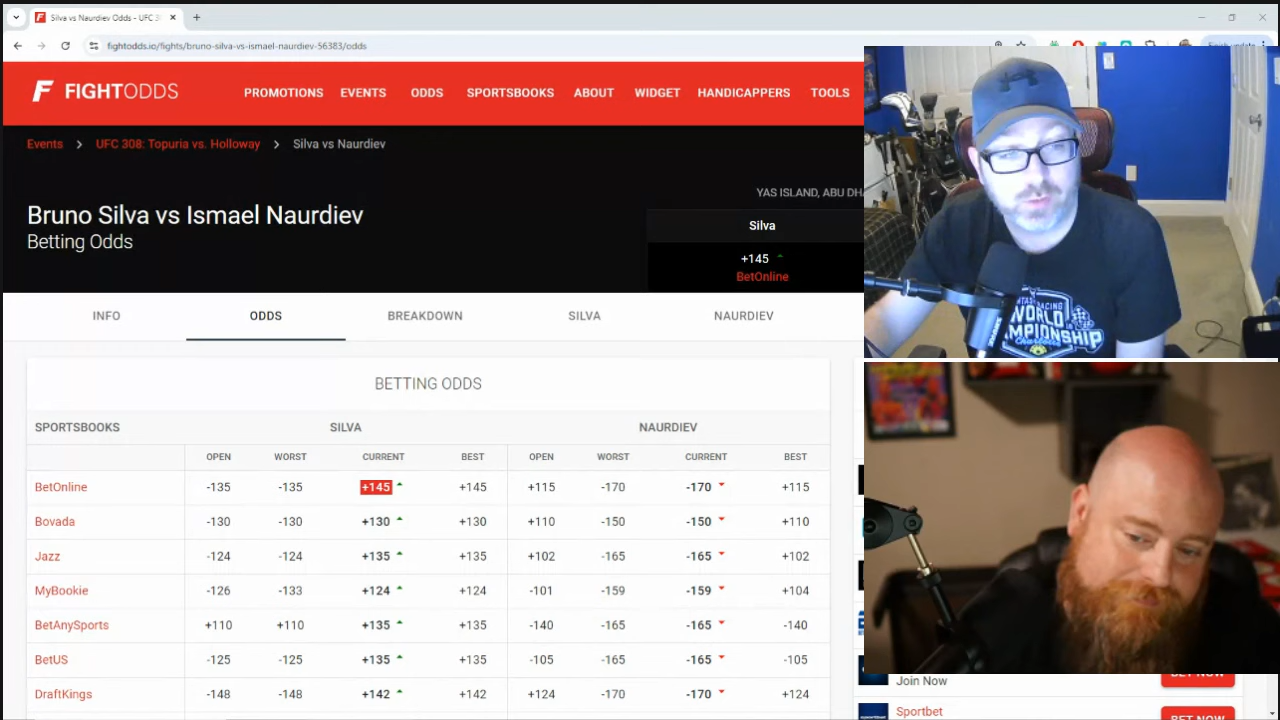 Silva vs Naurdiev Odds - UFC 3
fightodds.io/fights/bruno-silva-vs-ismael-naurdiev-56383/odds
FIGHTODDS
PROMOTIONS EVENTS ODDS SPORTSBOOKS ABOUT WIDGET HANDICAPPERS TOOLS
Events > UFC 308: Topuria vs. Holloway > Silva vs Naurdiev
YAS ISLAND, ABU DH
Bruno Silva vs Ismael Naurdiev
Betting Odds
Silva
+145
BetOnline
INFO ODDS BREAKDOWN SILVA NAURDIEV
BETTING ODDS
SPORTSBOOKS SILVA NAURDIEV
OPEN WORST CURRENT BEST OPEN WORST CURRENT BEST
BetOnline -135 -135 +145 +145 +115 -170 -170 +115
Bovada -130 -130 +130 +130 +110 -150 -150 +110
Jazz -124 -124 +135 +135 +102 -165 -165 +102
MyBookie -126 -133 +124 +124 -101 -159 -159 +104
BetAnySports +110 +110 +135 +135 -140 -165 -165 -140
BetUS -125 -125 +135 +135 -105 -165 -165 -105
DraftKings -148 -148 +142 +142 +124 -170 -170 +124
RACING
WORLD
MPIONSHIP
Charlotte
Join Now
BET NOW
Sportbet
BET NOW